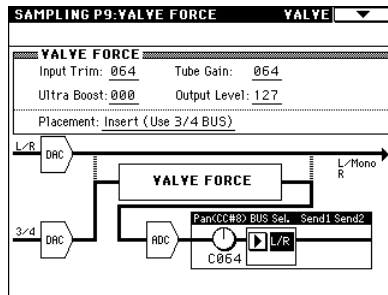 SAMPLING P9:VALVE FORCE VALVE
VALVE FORCE
Input Trim: 064 Tube Gain: 064
Ultra Boost: 000 Output Level: 127
Placement: Insert (Use 3/4 BUS)
L/R
DAC
L/Mono
R
VALVE FORCE
3/4
DAC
ADC
Pan(CC#8) BUS Sel. Send1 Send2
L/R
C064